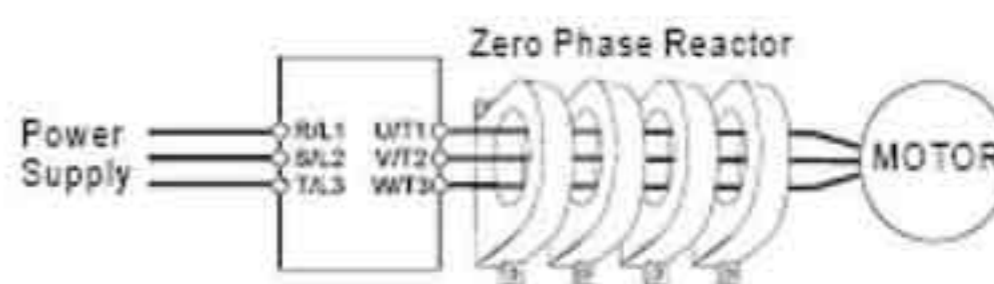 Zero Phase Reactor
Power
Supply
R/L1 U/T1
S/L2 V/T2
T/L3 W/T3
MOTOR